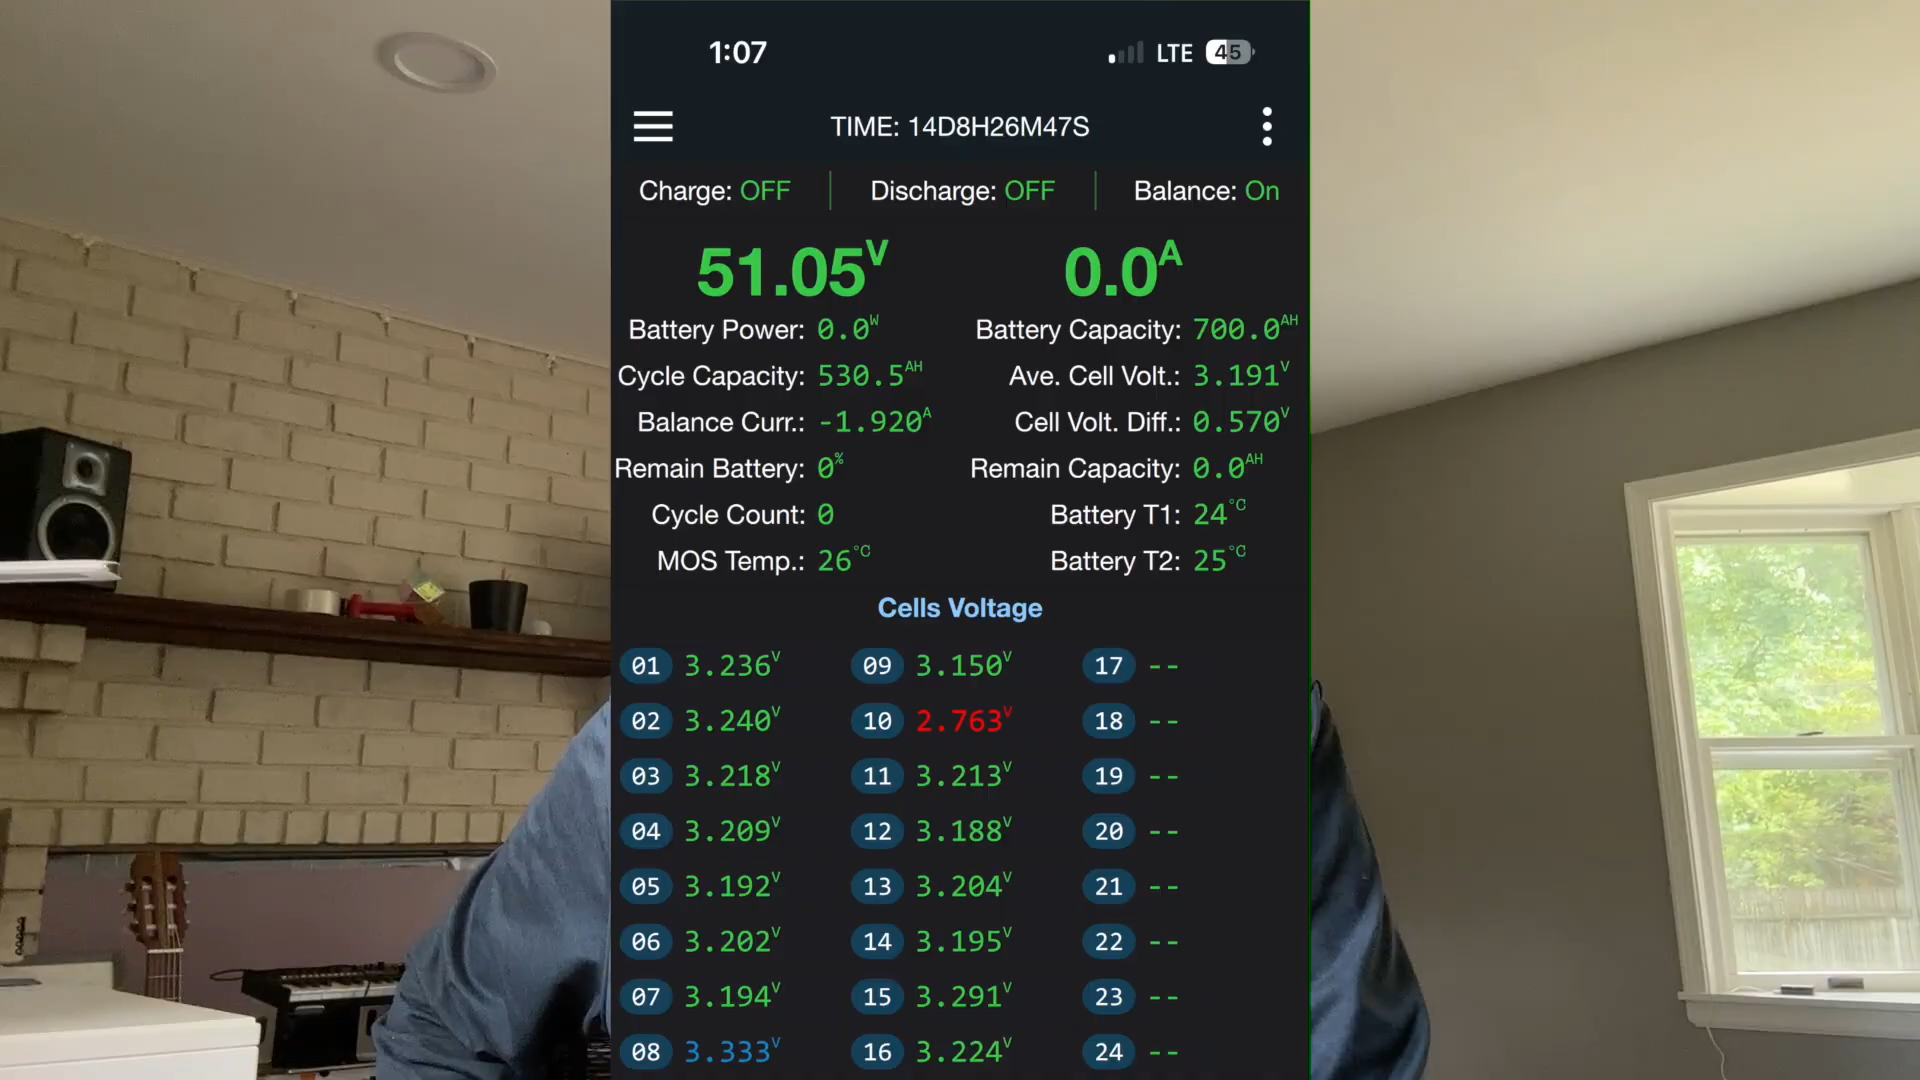 1:07 LTE 45
TIME: 14D8H26M47S
Charge: OFF Discharge: OFF Balance: On
51.05V 0.0A
Battery Power: 0.0W Battery Capacity: 700.0AH
Cycle Capacity: 530.5AH Ave. Cell Volt.: 3.191V
Balance Curr.: -1.920A Cell Volt. Diff.: 0.570V
Remain Battery: 0% Remain Capacity: 0.0AH
Cycle Count: 0 Battery T1: 24°C
MOS Temp.: 26°C Battery T2: 25°C
Cells Voltage
01 3.236V 09 3.150V 17 --
02 3.240V 10 2.763V 18 --
03 3.218V 11 3.213V 19 --
04 3.209V 12 3.188V 20 --
05 3.192V 13 3.204V 21 --
06 3.202V 14 3.195V 22 --
07 3.194V 15 3.291V 23 --
08 3.333V 16 3.224V 24 --